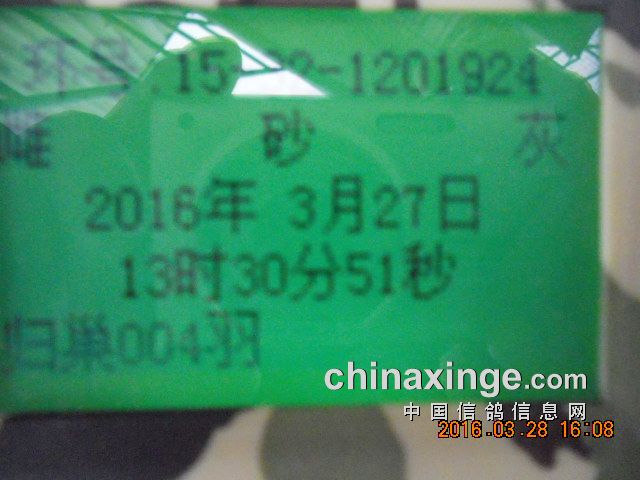 环号:15-22-1201924
雌 砂 灰
2016年 3月27日
13时30分51秒
归巢004羽
chinaxinge.com
中国信鸽信息网
2016.03.28 16:08